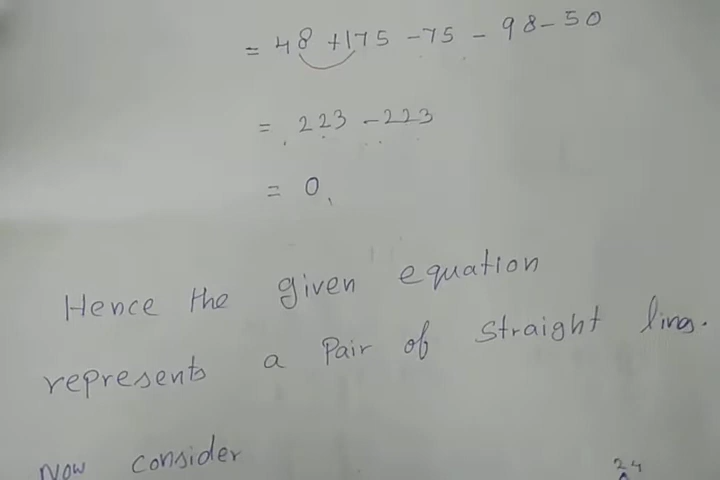 = 48 +175 -75 - 98-50
= 223 -223
= 0
Hence the given equation
represents a Pair of straight lines.
Now consider
24